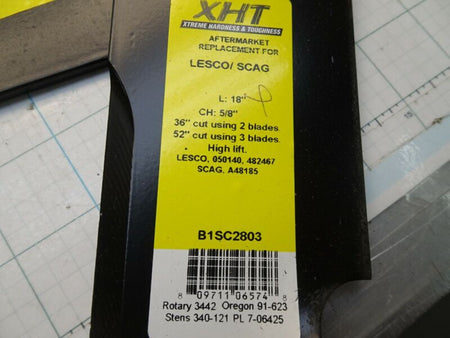 XHT
XTREME HARDNESS & TOUGHNESS
AFTERMARKET
REPLACEMENT FOR
LESCO/ SCAG
L: 18"
CH: 5/8"
36" cut using 2 blades
52" cut using 3 blades.
High lift.
LESCO, 050140, 482467
SCAG, A48185
B1SC2803
8 09711 06574 8
Rotary 3442 Oregon 91-623
Stens 340-121 PL 7-06425